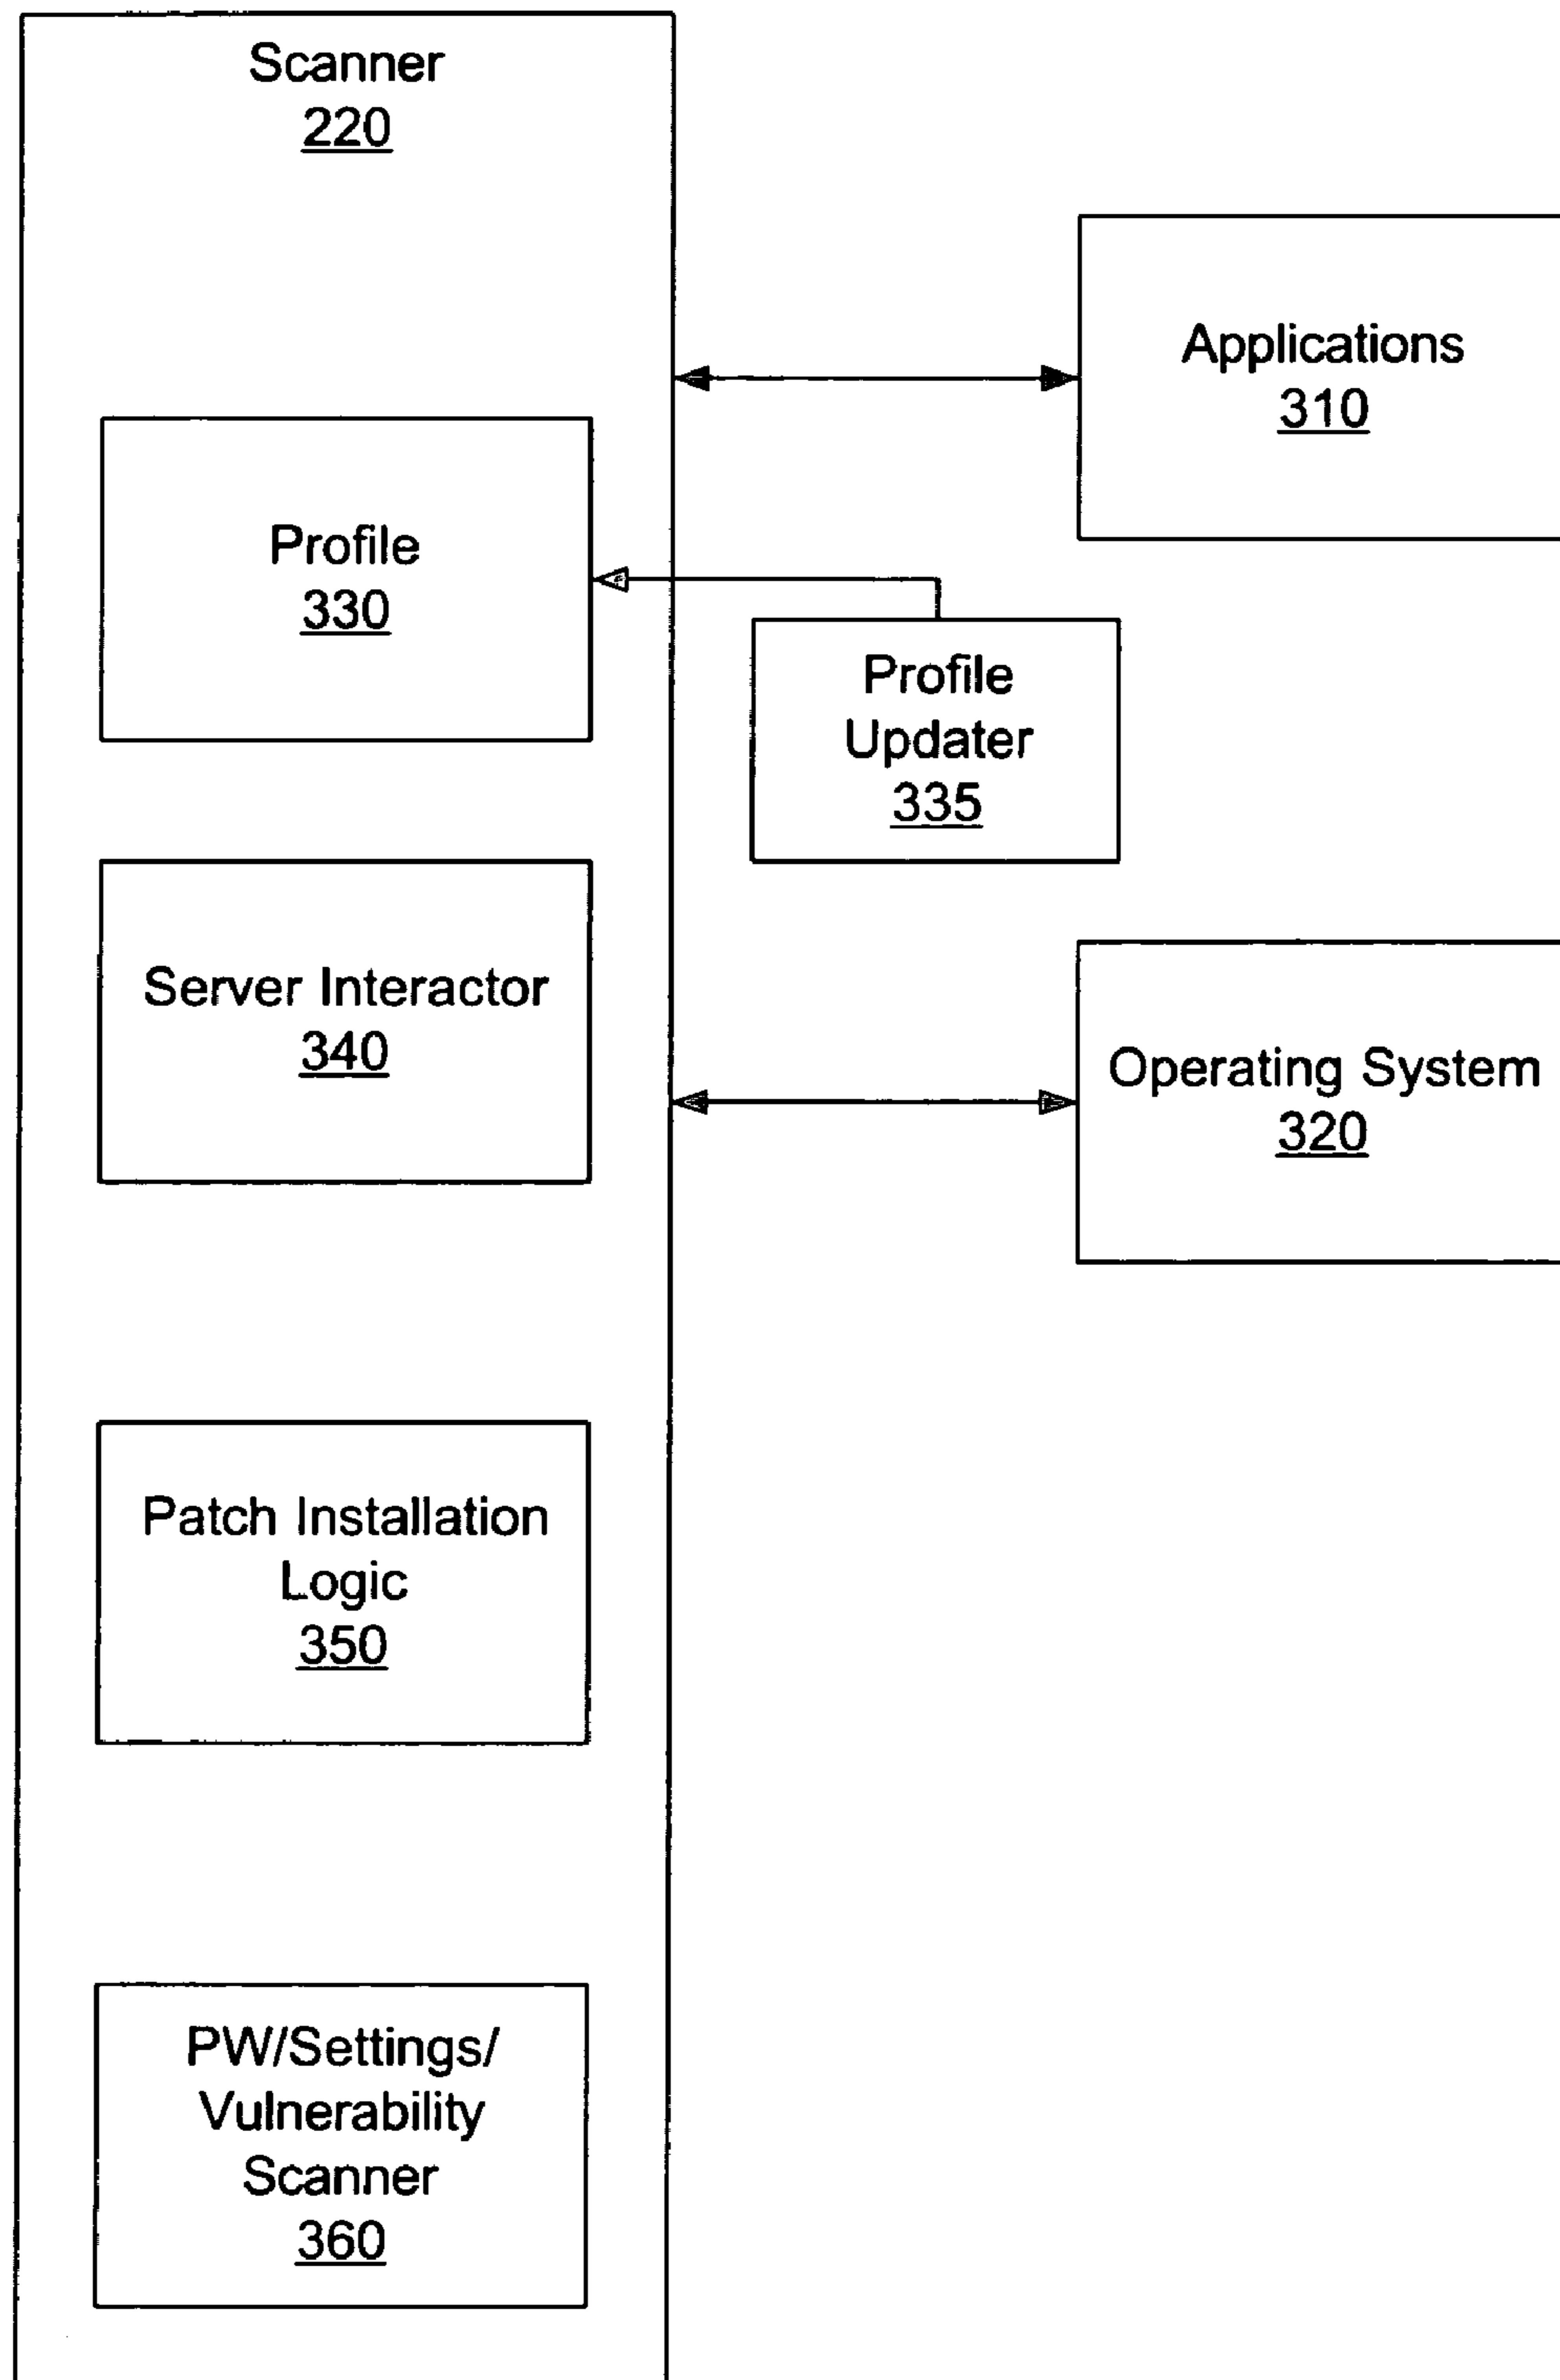 Scanner
220
Applications
310
Profile
330
Profile
Updater
335
Server Interactor
340
Operating System
320
Patch Installation
Logic
350
PW/Settings/
Vulnerability
Scanner
360